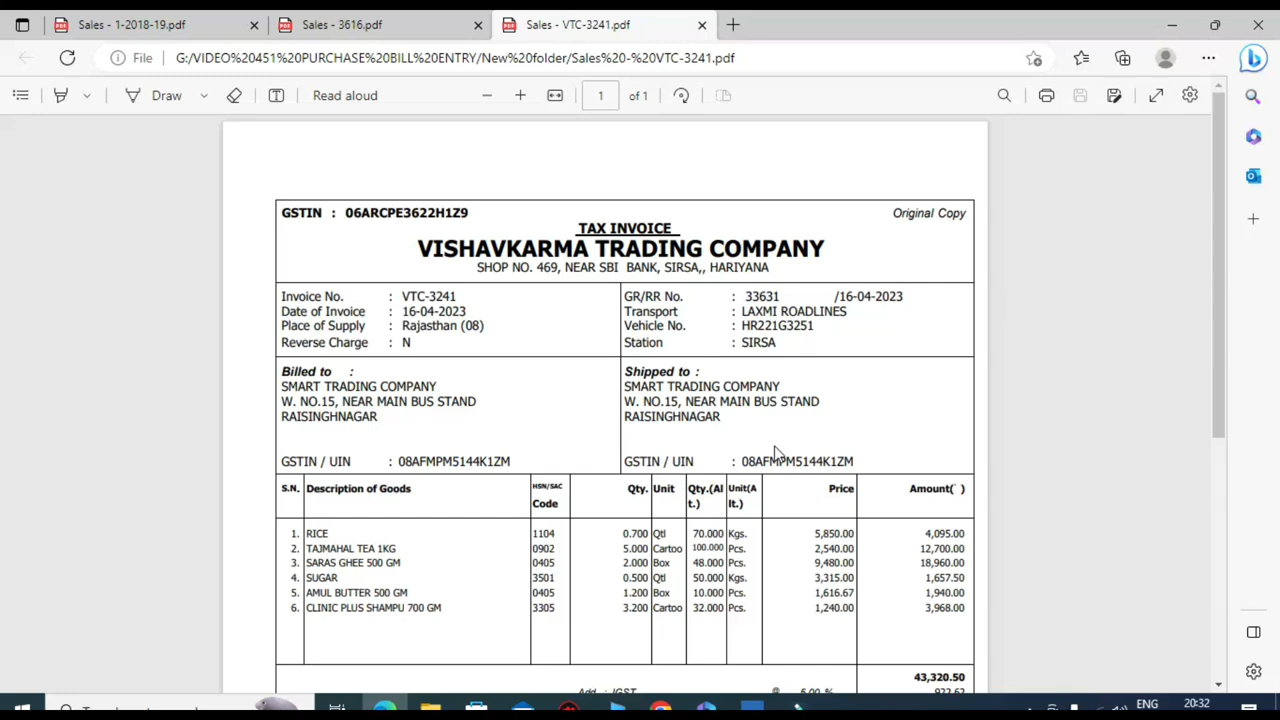 Sales - 1-2018-19.pdf
Sales - 3616.pdf
Sales - VTC-3241.pdf
File G:/VIDEO%20451%20PURCHASE%20BILL%20ENTRY/New%20folder/Sales%20-%20VTC-3241.pdf
Draw Read aloud 1 of 1
GSTIN : 06ARCPE3622H1Z9 Original Copy
TAX INVOICE
VISHAVKARMA TRADING COMPANY
SHOP NO. 469, NEAR SBI BANK, SIRSA,, HARIYANA
Invoice No. : VTC-3241 GR/RR No. : 33631 /16-04-2023
Date of Invoice : 16-04-2023 Transport : LAXMI ROADLINES
Place of Supply : Rajasthan (08) Vehicle No. : HR221G3251
Reverse Charge : N Station : SIRSA
Billed to : Shipped to :
SMART TRADING COMPANY SMART TRADING COMPANY
W. NO.15, NEAR MAIN BUS STAND W. NO.15, NEAR MAIN BUS STAND
RAISINGHNAGAR RAISINGHNAGAR
GSTIN / UIN : 08AFMPM5144K1ZM GSTIN / UIN : 08AFMPM5144K1ZM
S.N. Description of Goods HSN/SAC Code Qty. Unit Qty.(Al t.) Unit(A lt.) Price Amount(` )
1. RICE 1104 0.700 Qtl 70.000 Kgs. 5,850.00 4,095.00
2. TAJMAHAL TEA 1KG 0902 5.000 Cartoo 100.000 Pcs. 2,540.00 12,700.00
3. SARAS GHEE 500 GM 0405 2.000 Box 48.000 Pcs. 9,480.00 18,960.00
4. SUGAR 3501 0.500 Qtl 50.000 Kgs. 3,315.00 1,657.50
5. AMUL BUTTER 500 GM 0405 1.200 Box 10.000 Pcs. 1,616.67 1,940.00
6. CLINIC PLUS SHAMPU 700 GM 3305 3.200 Cartoo 32.000 Pcs. 1,240.00 3,968.00
43,320.50
Add : IGST @ 5.00 % 922.62
ENG 20:32